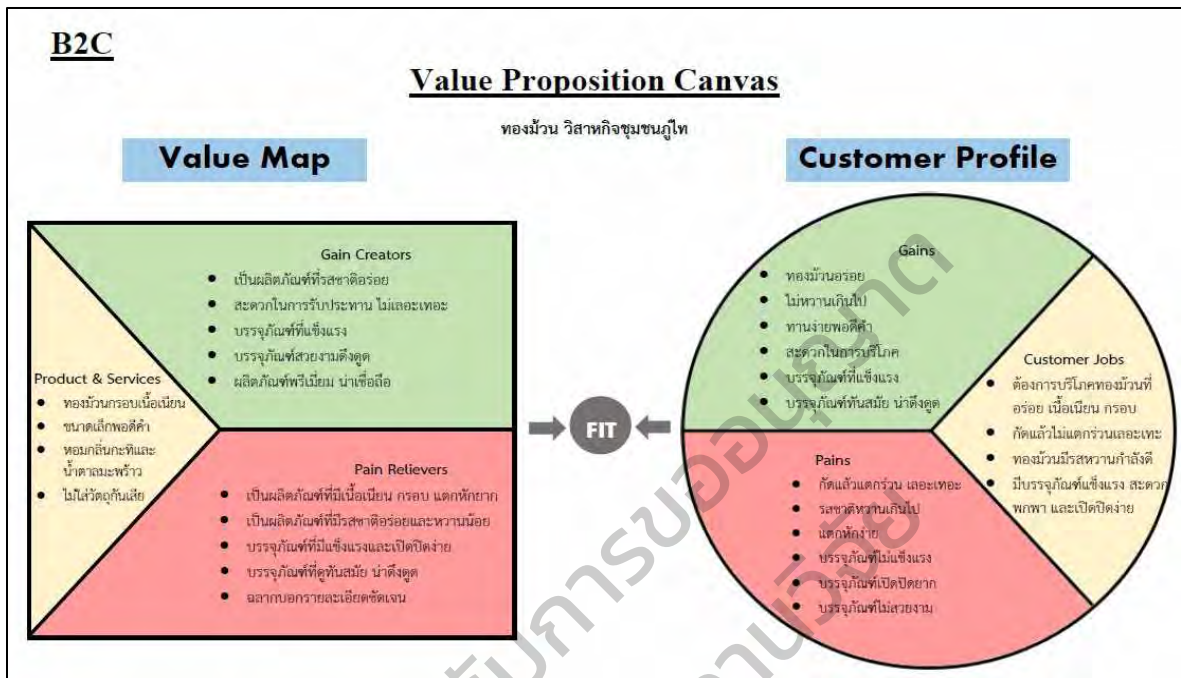 B2C
Value Proposition Canvas
ทองม้วน วิสาหกิจชุมชนภูไท
Value Map
Customer Profile
Gain Creators
เป็นผลิตภัณฑ์ที่รสชาติอร่อย
สะดวกในการรับประทาน ไม่เลอะเทอะ
บรรจุภัณฑ์ที่แข็งแรง
บรรจุภัณฑ์สวยงามดึงดูด
ผลิตภัณฑ์พรีเมียม น่าเชื่อถือ
Product & Services
ทองม้วนกรอบเนื้อเนียน
ขนาดเล็กพอดีคำ
หอมกลิ่นกะทิและ
น้ำตาลมะพร้าว
ไม่ใส่วัตถุกันเสีย
Pain Relievers
เป็นผลิตภัณฑ์ที่มีเนื้อเนียน กรอบ แตกหักยาก
เป็นผลิตภัณฑ์ที่มีรสชาติอร่อยและหวานน้อย
บรรจุภัณฑ์ที่มีแข็งแรงและเปิดปิดง่าย
บรรจุภัณฑ์ที่ดูทันสมัย น่าดึงดูด
ฉลากบอกรายละเอียดชัดเจน
FIT
Gains
ทองม้วนอร่อย
ไม่หวานเกินไป
ทานง่ายพอดีคำ
สะดวกในการบริโภค
บรรจุภัณฑ์ที่แข็งแรง
บรรจุภัณฑ์ทันสมัย น่าดึงดูด
Customer Jobs
ต้องการบริโภคทองม้วนที่
อร่อย เนื้อเนียน กรอบ
กัดแล้วไม่แตกร่วนเลอะเทะ
ทองม้วนมีรสหวานกำลังดี
มีบรรจุภัณฑ์แข็งแรง สะดวก
พกพา และเปิดปิดง่าย
Pains
กัดแล้วแตกร่วน เลอะเทอะ
รสชาติหวานเกินไป
แตกหักง่าย
บรรจุภัณฑ์ไม่แข็งแรง
บรรจุภัณฑ์เปิดปิดยาก
บรรจุภัณฑ์ไม่สวยงาม